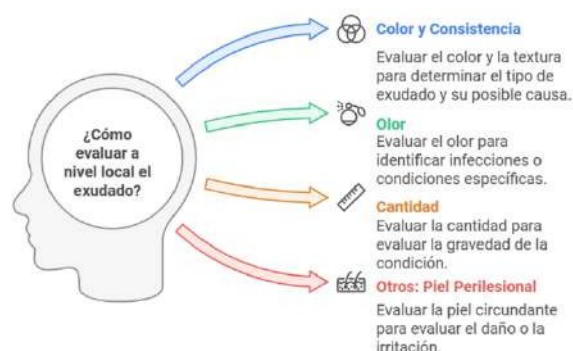 ¿Cómo
evaluar a
nivel local el
exudado?
Color y Consistencia
Evaluar el color y la textura
para determinar el tipo de
exudado y su posible causa.
Olor
Evaluar el olor para
identificar infecciones o
condiciones específicas.
Cantidad
Evaluar la cantidad para
evaluar la gravedad de la
condición.
Otros: Piel Perilesional
Evaluar la piel circundante
para evaluar el daño o la
irritación.